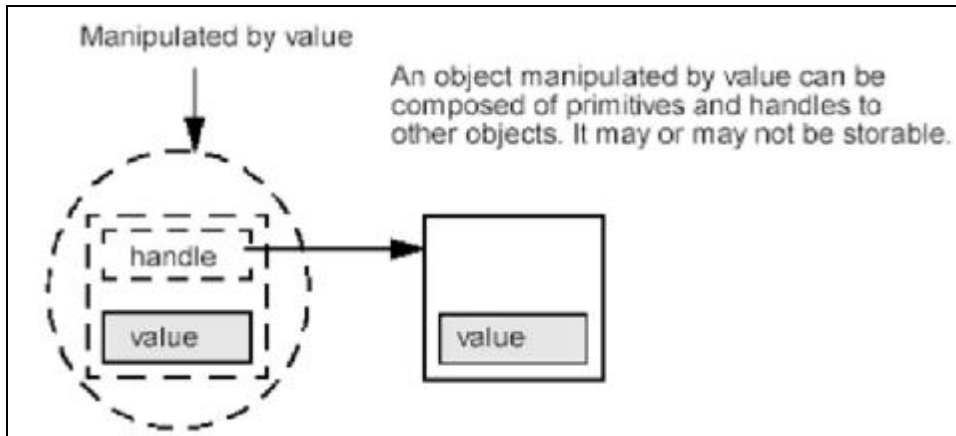 Manipulated by value
An object manipulated by value can be
composed of primitives and handles to
other objects. It may or may not be storable.
handle
value
value